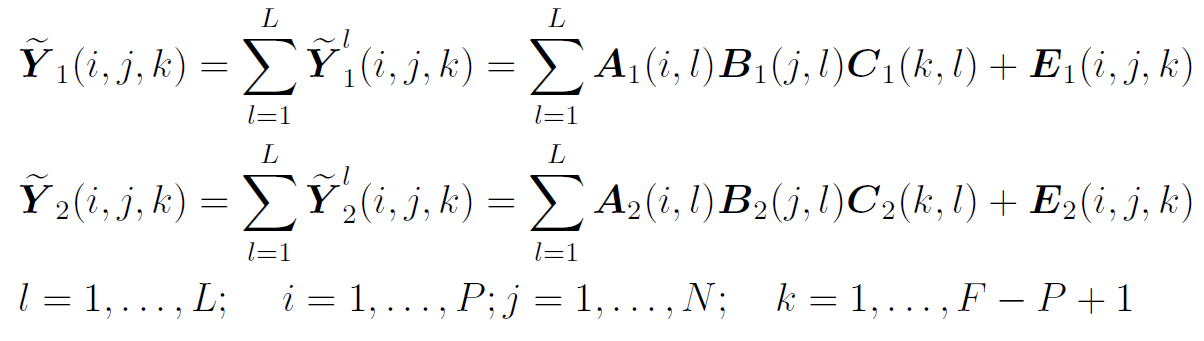 $\widetilde{\boldsymbol{Y}}_1(i,j,k) = \sum_{l=1}^{L} \widetilde{\boldsymbol{Y}}_1^l(i,j,k) = \sum_{l=1}^{L} \boldsymbol{A}_1(i,l)\boldsymbol{B}_1(j,l)\boldsymbol{C}_1(k,l) + \boldsymbol{E}_1(i,j,k)$
$\widetilde{\boldsymbol{Y}}_2(i,j,k) = \sum_{l=1}^{L} \widetilde{\boldsymbol{Y}}_2^l(i,j,k) = \sum_{l=1}^{L} \boldsymbol{A}_2(i,l)\boldsymbol{B}_2(j,l)\boldsymbol{C}_2(k,l) + \boldsymbol{E}_2(i,j,k)$
$l = 1, \ldots, L; \quad i = 1, \ldots, P; j = 1, \ldots, N; \quad k = 1, \ldots, F - P + 1$